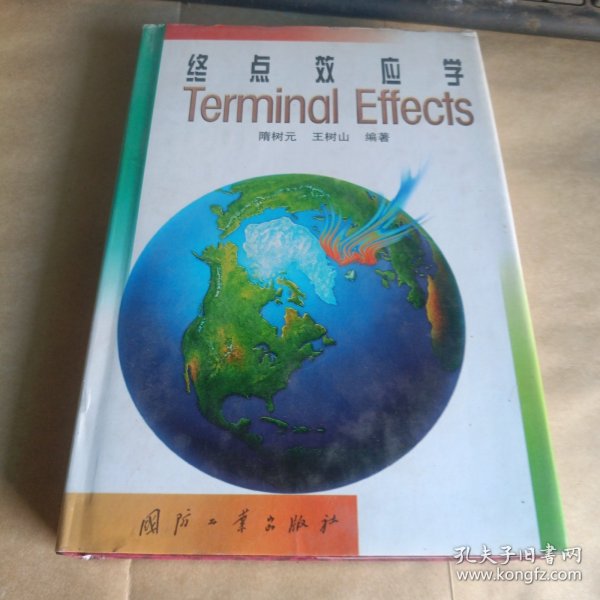 终点效应学
Terminal Effects
隋树元 王树山 编著
国防工业出版社
孔夫子旧书网
www.kongfz.com